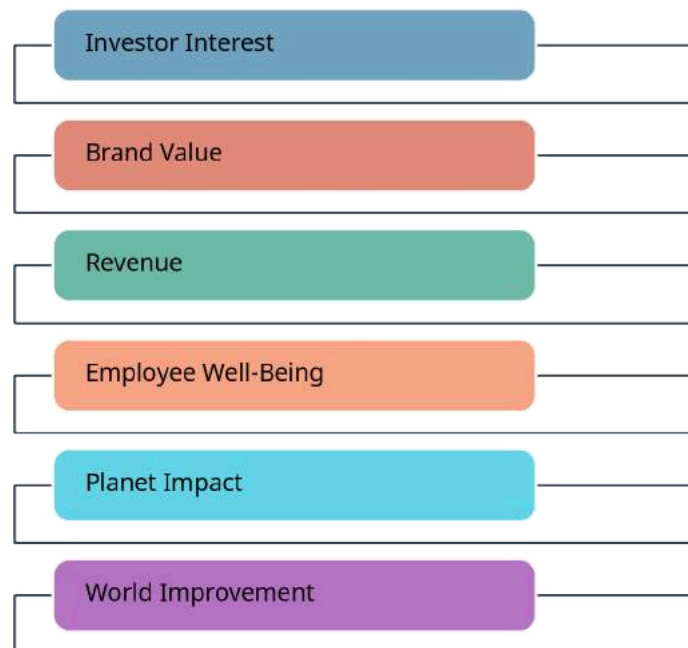 Investor Interest
Brand Value
Revenue
Employee Well-Being
Planet Impact
World Improvement